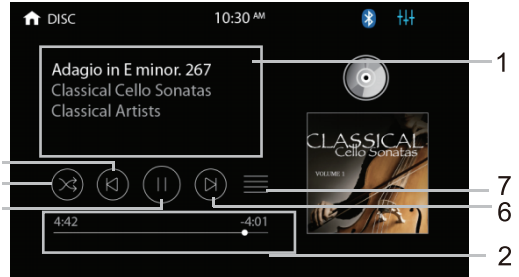 DISC
10:30 AM
Adagio in E minor. 267
Classical Cello Sonatas
Classical Artists
1
CLASSICAL
Cello Sonatas
VOLUME 3
7
6
4:42
-4:01
2